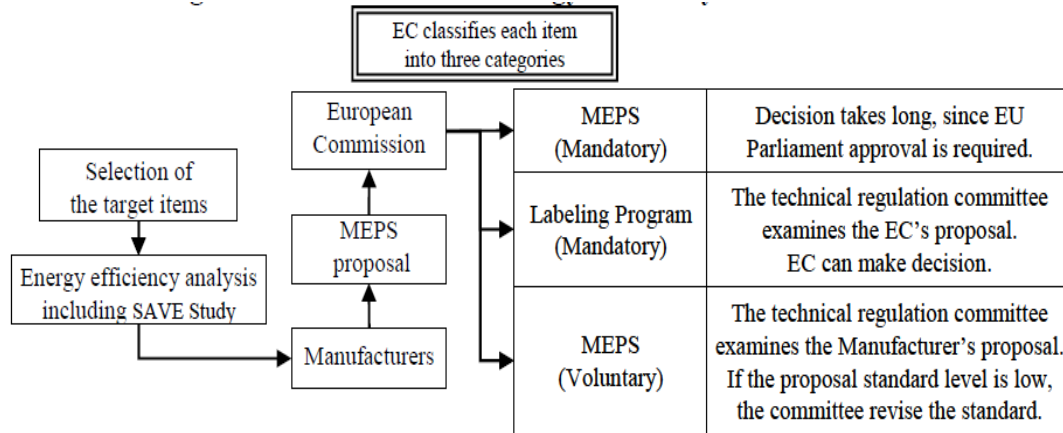 EC classifies each item
into three categories
Selection of
the target items
Energy efficiency analysis
including SAVE Study
Manufacturers
MEPS
proposal
European
Commission
MEPS
(Mandatory)
Decision takes long, since EU
Parliament approval is required.
Labeling Program
(Mandatory)
The technical regulation committee
examines the EC’s proposal.
EC can make decision.
MEPS
(Voluntary)
The technical regulation committee
examines the Manufacturer’s proposal.
If the proposal standard level is low,
the committee revise the standard.